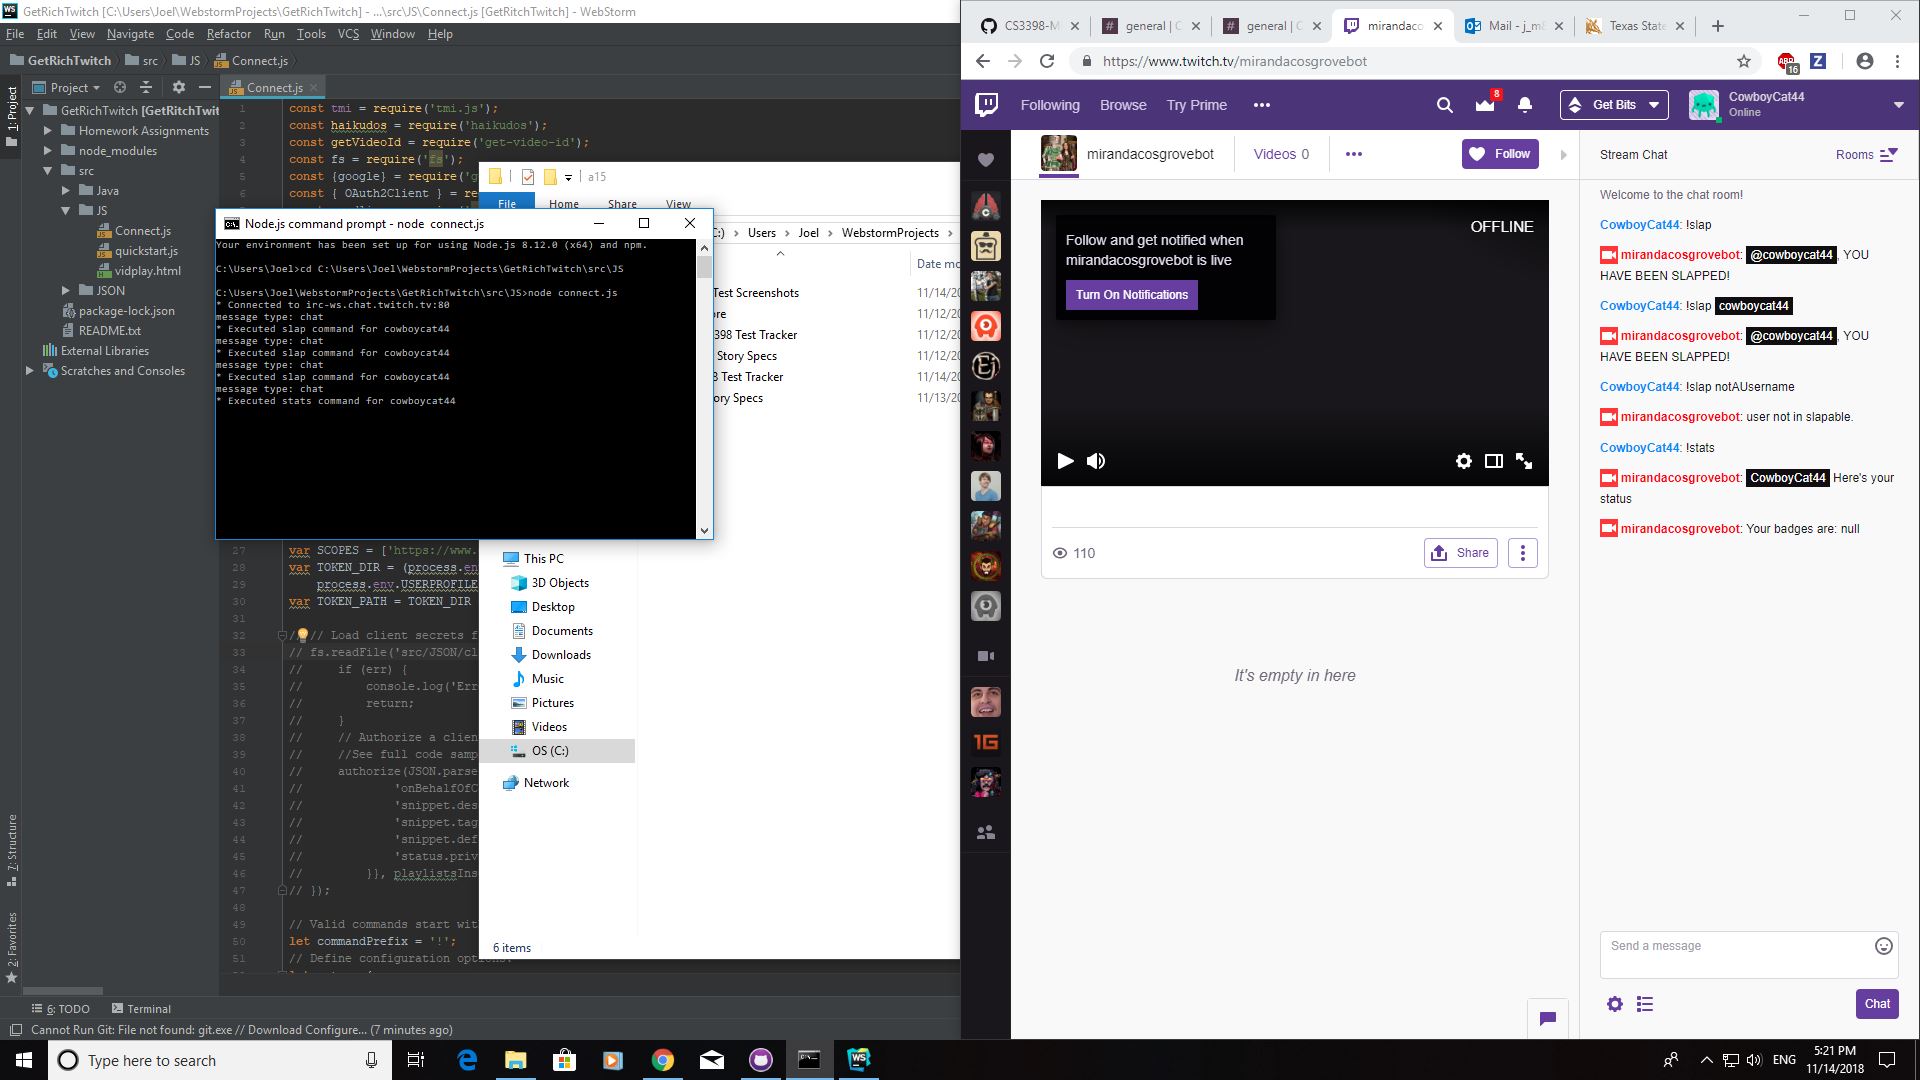 GetRichTwitch [C:\Users\Joel\WebstormProjects\GetRichTwitch] - ...\src\JS\Connect.js [GetRitchTwitch] - WebStorm
File Edit View Navigate Code Refactor Run Tools VCS Window Help
GetRichTwitch src JS Connect.js
Project
Connect.js
1: Project
GetRichTwitch [GetRitchTwit
Homework Assignments
node_modules
src
Java
JS
Connect.js
quickstart.js
vidplay.html
JSON
package-lock.json
README.txt
External Libraries
Scratches and Consoles
7: Structure
2: Favorites
1 const tmi = require('tmi.js');
2 const haikudos = require('haikudos');
3 const getVideoId = require('get-video-id');
4 const fs = require('fs');
5 const {google} = require('g
6 const { OAuth2Client } = re
27 var SCOPES = ['https://www.
28 var TOKEN_DIR = (process.en
29 process.env.USERPROFILE
30 var TOKEN_PATH = TOKEN_DIR
31
32 // // Load client secrets f
33 // fs.readFile('src/JSON/cl
34 // if (err) {
35 // console.log('Err
36 // return;
37 // }
38 // // Authorize a clien
39 // //See full code samp
40 // authorize(JSON.parse
41 // 'onBehalfOfC
42 // 'snippet.des
43 // 'snippet.tag
44 // 'snippet.def
45 // 'status.priv
46 // }}, playlistsIns
47 // });
48
49 // Valid commands start wit
50 let commandPrefix = '!';
51 // Define configuration options:
6: TODO Terminal
Cannot Run Git: File not found: git.exe // Download Configure... (7 minutes ago)
Node.js command prompt - node connect.js
Your environment has been set up for using Node.js 8.12.0 (x64) and npm.
C:\Users\Joel>cd C:\Users\Joel\WebstormProjects\GetRichTwitch\src\JS
C:\Users\Joel\WebstormProjects\GetRichTwitch\src\JS>node connect.js
* Connected to irc-ws.chat.twitch.tv:80
message type: chat
* Executed slap command for cowboycat44
message type: chat
* Executed slap command for cowboycat44
message type: chat
* Executed slap command for cowboycat44
message type: chat
* Executed stats command for cowboycat44
a15
File Home Share View
C:) Users Joel WebstormProjects
Date mo
Test Screenshots 11/14/20
ore 11/12/20
398 Test Tracker 11/12/20
Story Specs 11/12/20
3 Test Tracker 11/14/20
ory Specs 11/13/20
This PC
3D Objects
Desktop
Documents
Downloads
Music
Pictures
Videos
OS (C:)
Network
6 items
CS3398-M general | C general | C mirandaco Mail - j_m8 Texas State
https://www.twitch.tv/mirandacosgrovebot
ABP
16
Z
Following Browse Try Prime
8
Get Bits
CowboyCat44
Online
mirandacosgrovebot Videos 0 Follow
OFFLINE
Follow and get notified when
mirandacosgrovebot is live
Turn On Notifications
110 Share
It's empty in here
1G
Stream Chat Rooms
Welcome to the chat room!
CowboyCat44: !slap
mirandacosgrovebot: @cowboycat44, YOU
HAVE BEEN SLAPPED!
CowboyCat44: !slap cowboycat44
mirandacosgrovebot: @cowboycat44, YOU
HAVE BEEN SLAPPED!
CowboyCat44: !slap notAUsername
mirandacosgrovebot: user not in slapable.
CowboyCat44: !stats
mirandacosgrovebot: CowboyCat44 Here's your
status
mirandacosgrovebot: Your badges are: null
Send a message
Chat
Type here to search
ENG
5:21 PM
11/14/2018